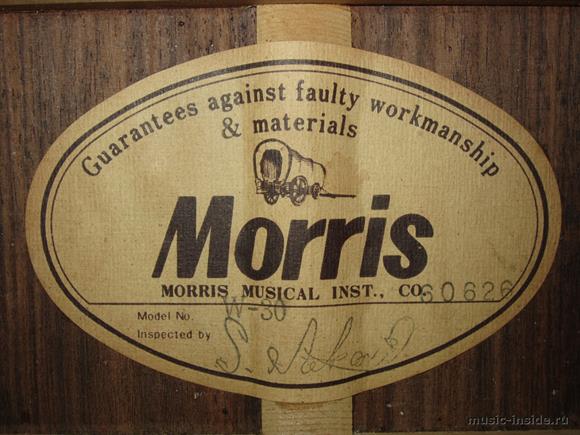 Guarantees against faulty workmanship
& materials
Morris
MORRIS MUSICAL INST., CO. 60626
Model No. W-30
Inspected by S.
music-inside.ru